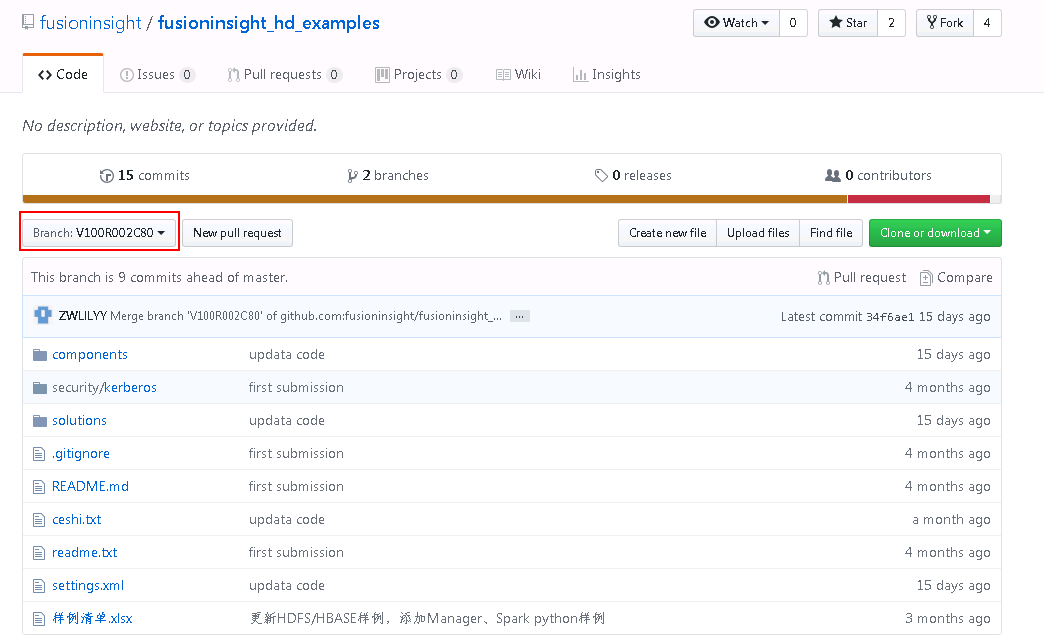 fusioninsight / fusioninsight_hd_examples
Watch 0 Star 2 Fork 4
Code Issues 0 Pull requests 0 Projects 0 Wiki Insights
No description, website, or topics provided.
15 commits 2 branches 0 releases 0 contributors
Branch: V100R002C80 New pull request Create new file Upload files Find file Clone or download
This branch is 9 commits ahead of master. Pull request Compare
ZWLILYY Merge branch 'V100R002C80' of github.com:fusioninsight/fusioninsight_... ... Latest commit 34f6ae1 15 days ago
components updata code 15 days ago
security/kerberos first submission 4 months ago
solutions updata code 15 days ago
.gitignore first submission 4 months ago
README.md first submission 4 months ago
ceshi.txt updata code a month ago
readme.txt first submission 4 months ago
settings.xml updata code 15 days ago
样例清单.xlsx 更新HDFS/HBASE样例，添加Manager、Spark python样例 3 months ago